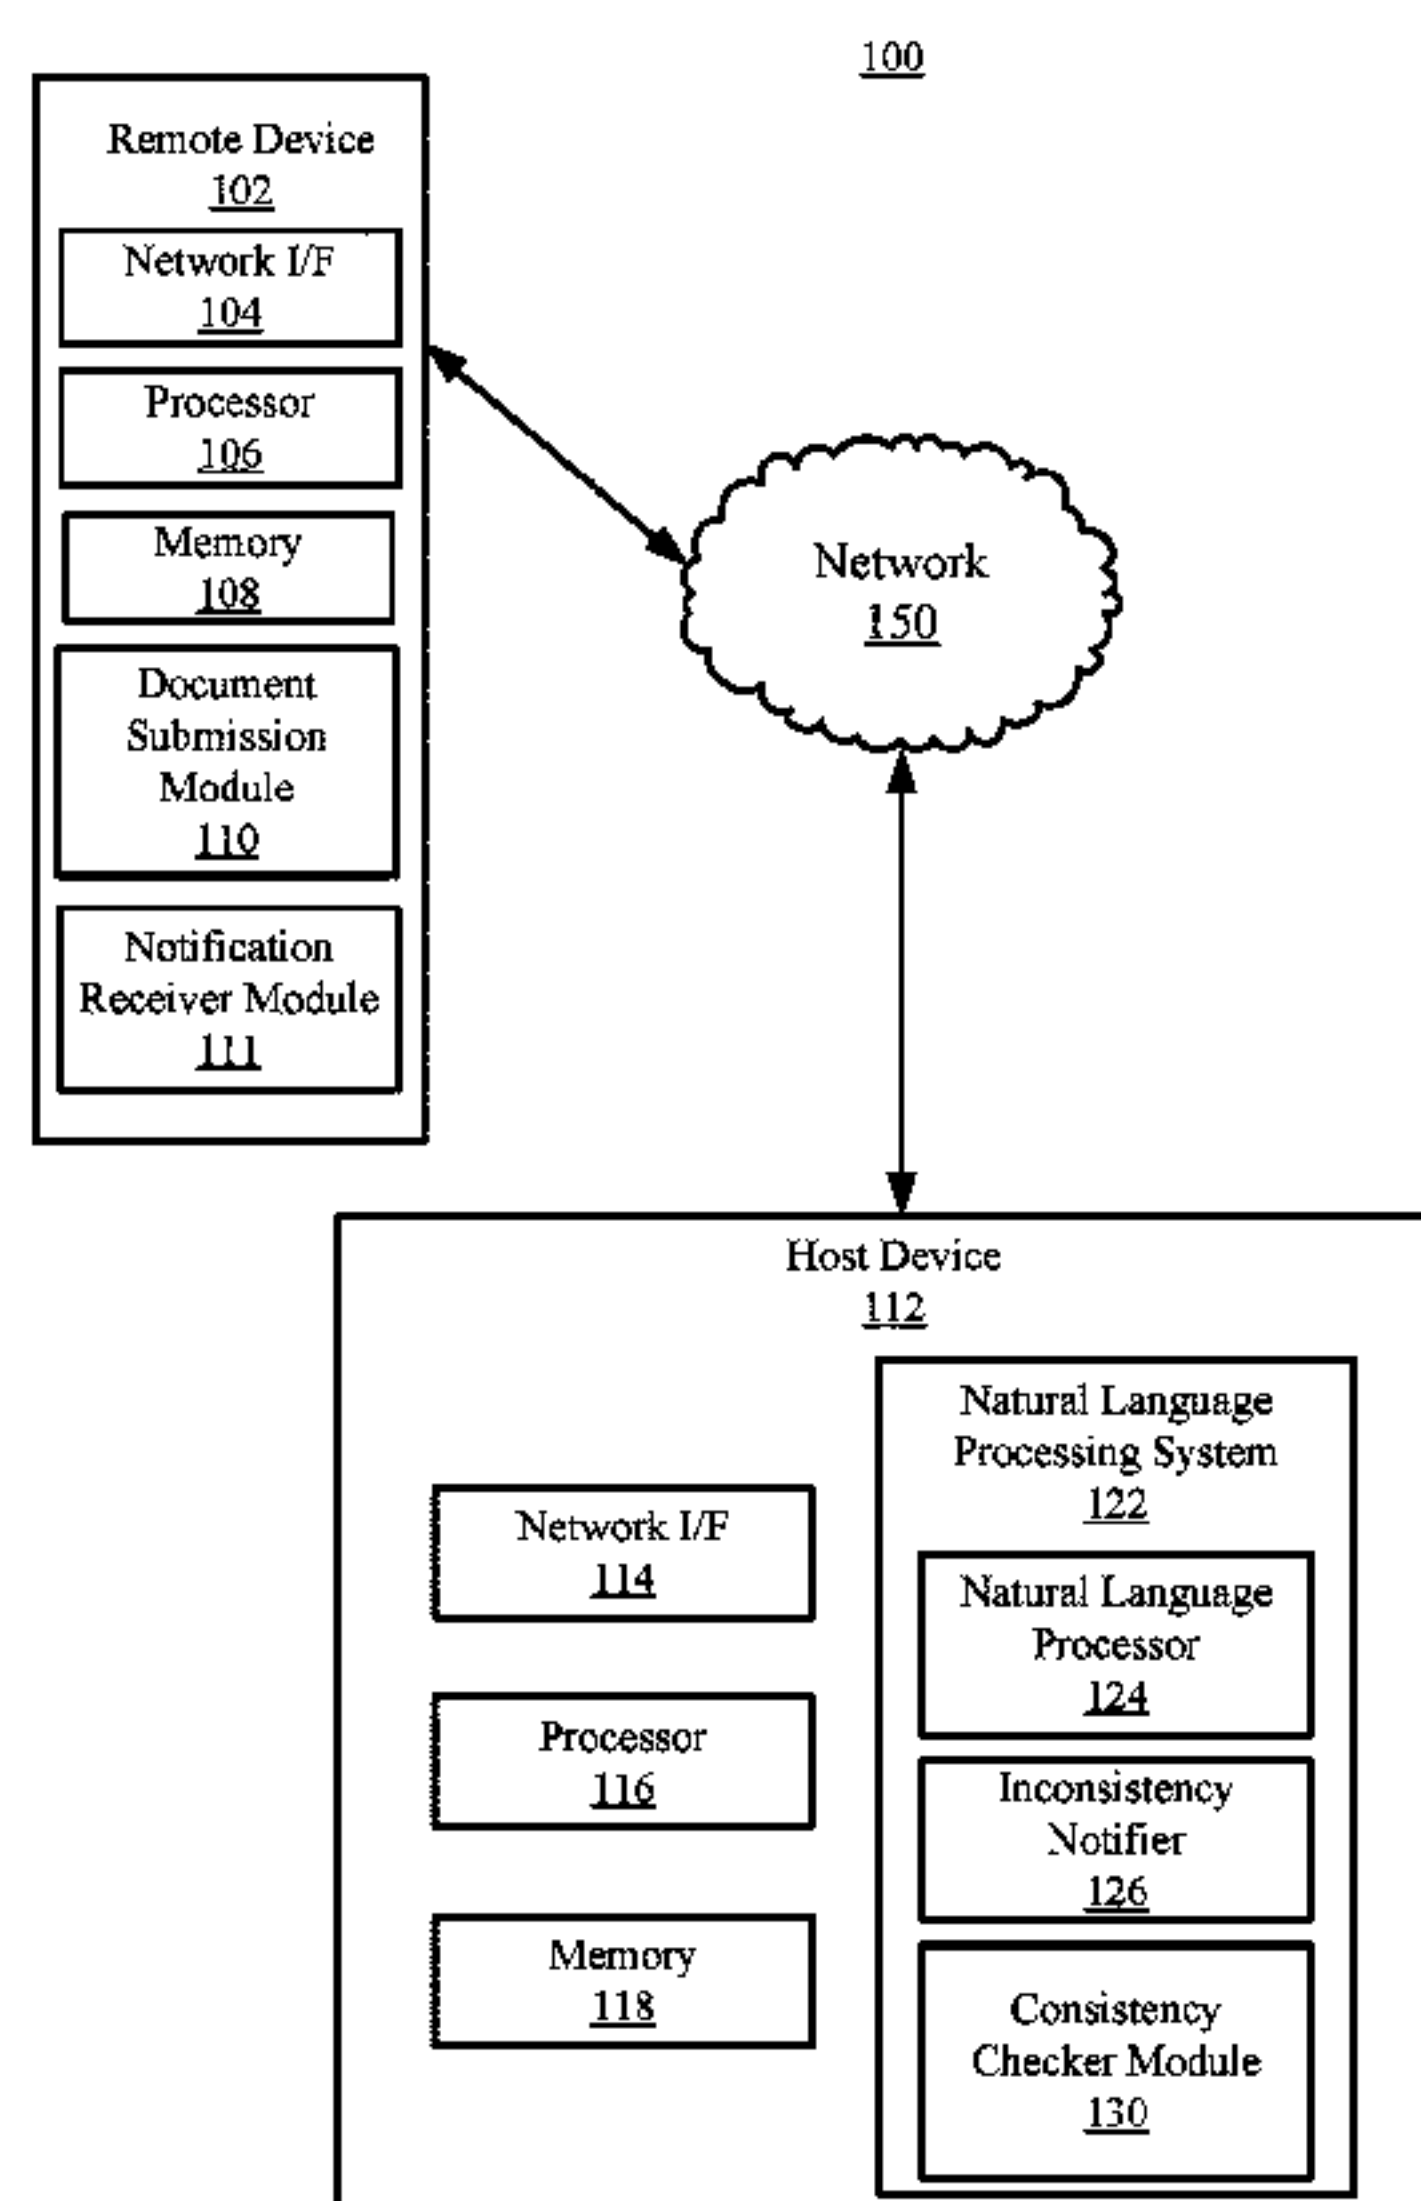 100
Remote Device
102
Network I/F
104
Processor
106
Memory
108
Document
Submission
Module
110
Notification
Receiver Module
111
Network
150
Host Device
112
Network I/F
114
Processor
116
Memory
118
Natural Language
Processing System
122
Natural Language
Processor
124
Inconsistency
Notifier
126
Consistency
Checker Module
130